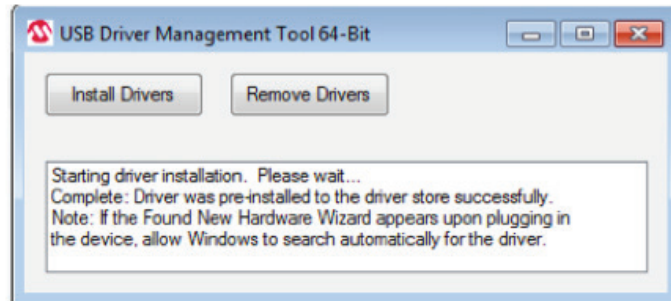 USB Driver Management Tool 64-Bit
Install Drivers
Remove Drivers
Starting driver installation.  Please wait...
Complete: Driver was pre-installed to the driver store successfully.
Note: If the Found New Hardware Wizard appears upon plugging in
the device, allow Windows to search automatically for the driver.